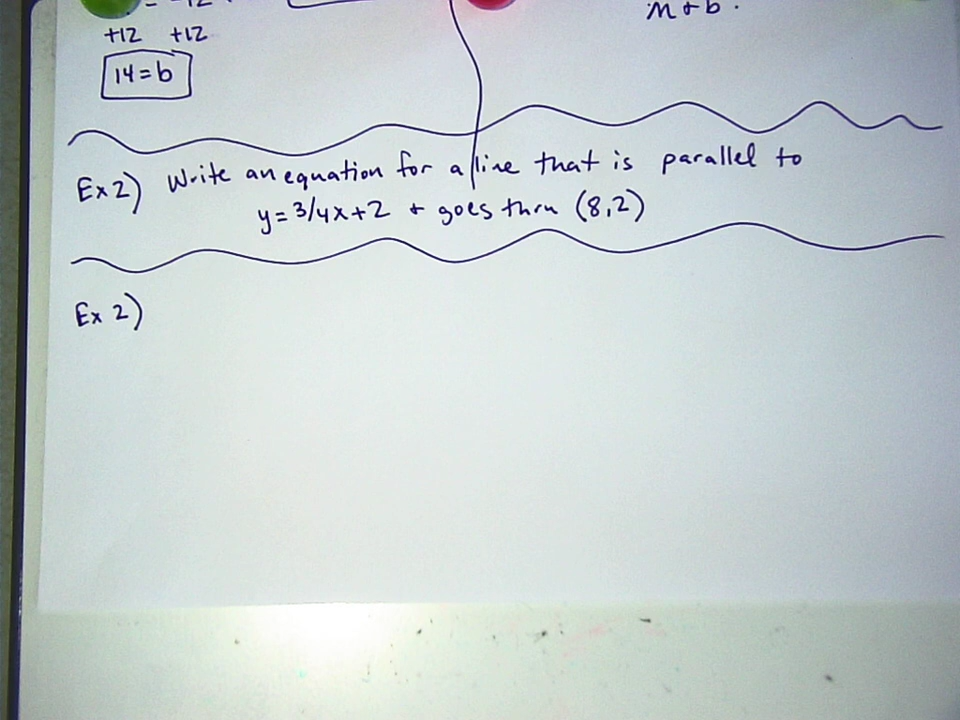 = -12
m + b.
+12 +12
14 = b
Ex 2) Write an equation for a line that is parallel to
y = 3/4x + 2 + goes thru (8,2)
Ex 2)